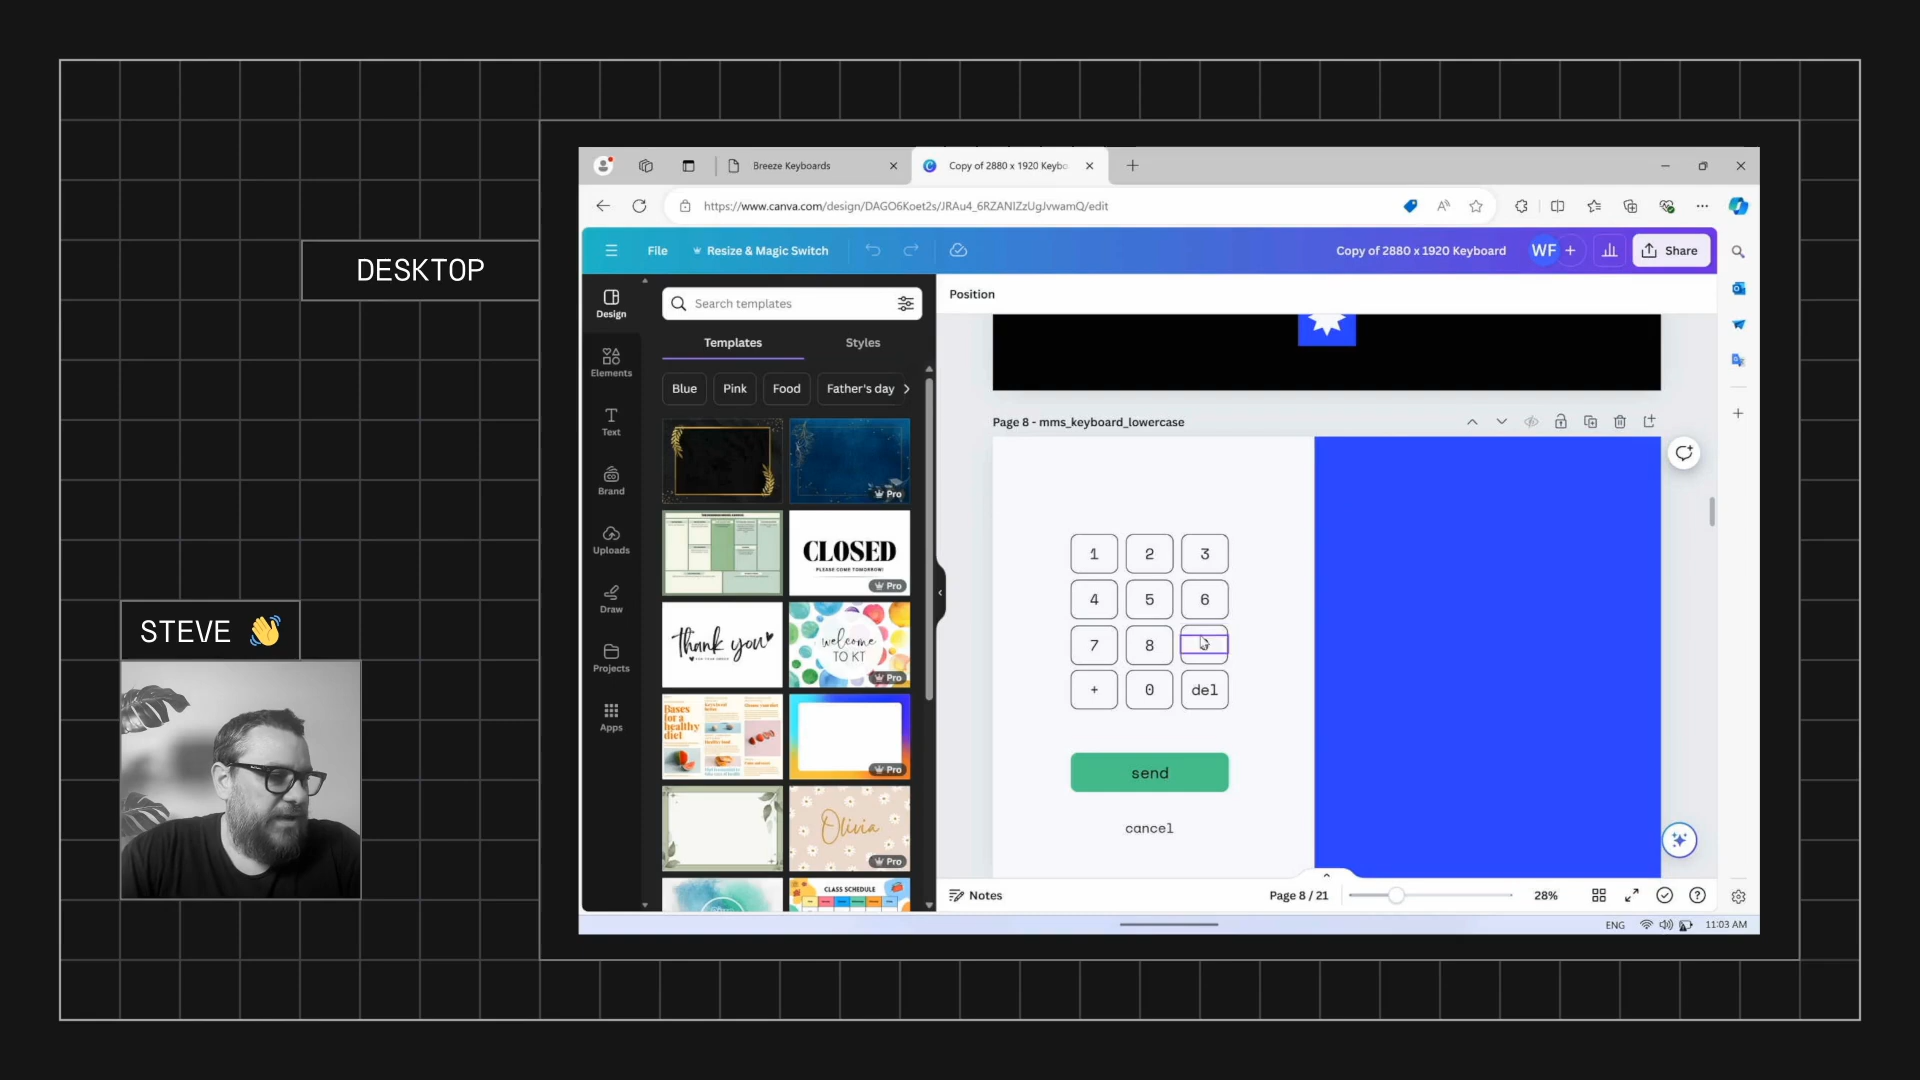 DESKTOP
STEVE 👋
Breeze Keyboards
Copy of 2880 x 1920 Keybo
https://www.canva.com/design/DAGO6Koet2s/JRAu4_6RZANIZzUgJvwamQ/edit
File
Resize & Magic Switch
Copy of 2880 x 1920 Keyboard
WF
+
Share
Design
Elements
Text
Brand
Uploads
Draw
Projects
Apps
Search templates
Templates
Styles
Blue
Pink
Food
Father's day
Pro
CLOSED
PLEASE COME TOMORROW!
Pro
thank you
welcome
TO KT
Pro
Bases
for a
healthy
diet
Pro
Olivia
Pro
CLASS SCHEDULE
Position
Page 8 - mms_keyboard_lowercase
1 2 3
4 5 6
7 8
+ 0 del
send
cancel
Notes
Page 8 / 21
28%
ENG
11:03 AM